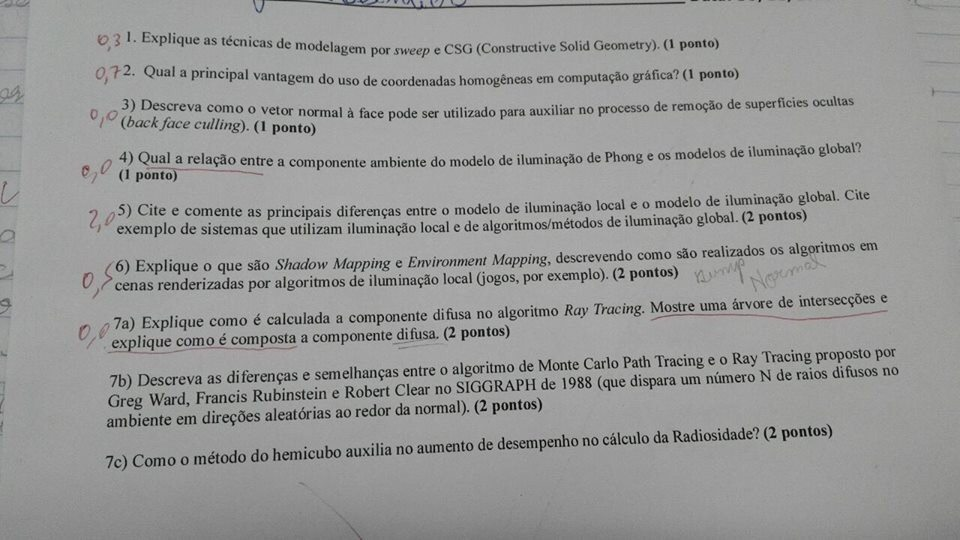 0,3 1. Explique as técnicas de modelagem por sweep e CSG (Constructive Solid Geometry). (1 ponto)
0,7 2. Qual a principal vantagem do uso de coordenadas homogêneas em computação gráfica? (1 ponto)
0,0 3) Descreva como o vetor normal à face pode ser utilizado para auxiliar no processo de remoção de superfícies ocultas
(back face culling). (1 ponto)
0,0 4) Qual a relação entre a componente ambiente do modelo de iluminação de Phong e os modelos de iluminação global?
(1 ponto)
2,0 5) Cite e comente as principais diferenças entre o modelo de iluminação local e o modelo de iluminação global. Cite
exemplo de sistemas que utilizam iluminação local e de algoritmos/métodos de iluminação global. (2 pontos)
0,5 6) Explique o que são Shadow Mapping e Environment Mapping, descrevendo como são realizados os algoritmos em
cenas renderizadas por algoritmos de iluminação local (jogos, por exemplo). (2 pontos) Bump Normal
0,0 7a) Explique como é calculada a componente difusa no algoritmo Ray Tracing. Mostre uma árvore de intersecções e
explique como é composta a componente difusa. (2 pontos)
7b) Descreva as diferenças e semelhanças entre o algoritmo de Monte Carlo Path Tracing e o Ray Tracing proposto por
Greg Ward, Francis Rubinstein e Robert Clear no SIGGRAPH de 1988 (que dispara um número N de raios difusos no
ambiente em direções aleatórias ao redor da normal). (2 pontos)
7c) Como o método do hemicubo auxilia no aumento de desempenho no cálculo da Radiosidade? (2 pontos)